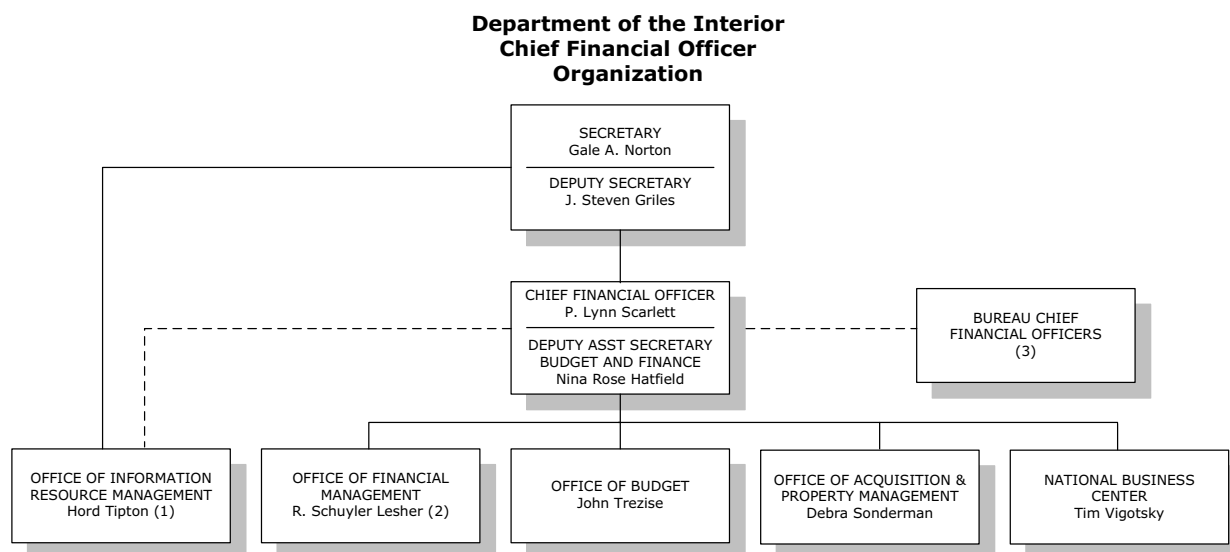 Department of the Interior
Chief Financial Officer
Organization
SECRETARY
Gale A. Norton
DEPUTY SECRETARY
J. Steven Griles
CHIEF FINANCIAL OFFICER
P. Lynn Scarlett
DEPUTY ASST SECRETARY
BUDGET AND FINANCE
Nina Rose Hatfield
BUREAU CHIEF
FINANCIAL OFFICERS
(3)
OFFICE OF INFORMATION
RESOURCE MANAGEMENT
Hord Tipton (1)
OFFICE OF FINANCIAL
MANAGEMENT
R. Schuyler Lesher (2)
OFFICE OF BUDGET
John Trezise
OFFICE OF ACQUISITION &
PROPERTY MANAGEMENT
Debra Sonderman
NATIONAL BUSINESS
CENTER
Tim Vigotsky